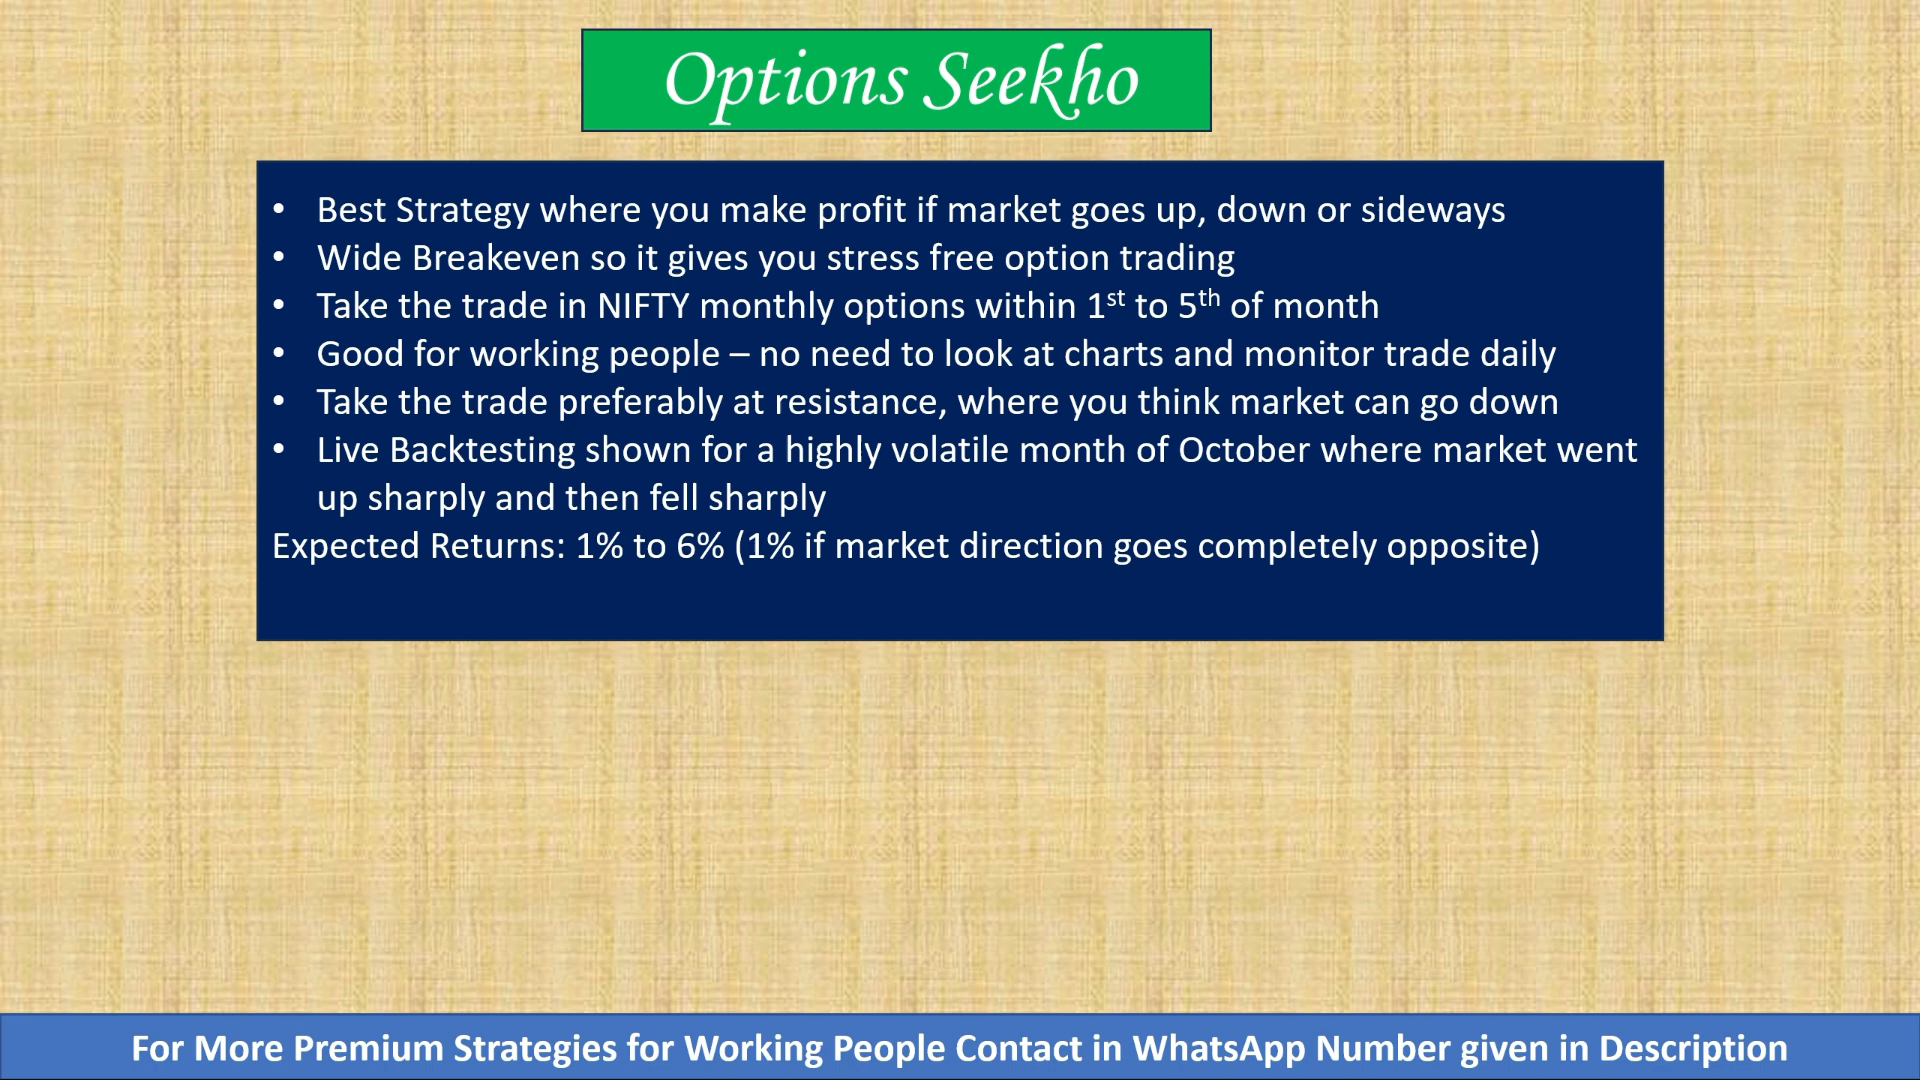 Options Seekho
• Best Strategy where you make profit if market goes up, down or sideways
• Wide Breakeven so it gives you stress free option trading
• Take the trade in NIFTY monthly options within 1st to 5th of month
• Good for working people – no need to look at charts and monitor trade daily
• Take the trade preferably at resistance, where you think market can go down
• Live Backtesting shown for a highly volatile month of October where market went
up sharply and then fell sharply
Expected Returns: 1% to 6% (1% if market direction goes completely opposite)
For More Premium Strategies for Working People Contact in WhatsApp Number given in Description